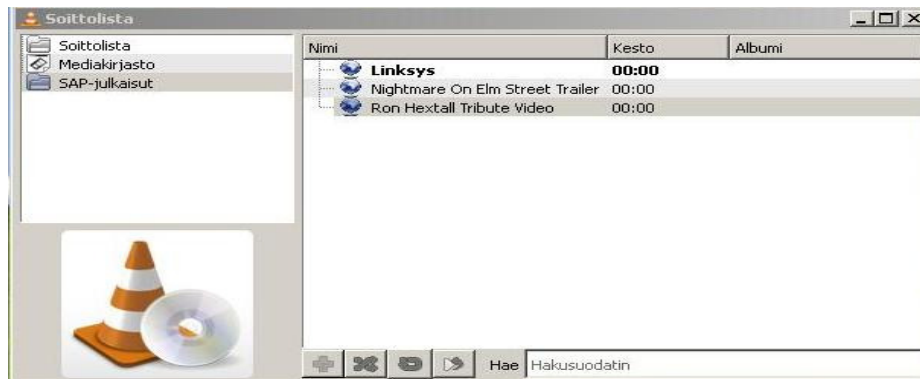 Soittolista
Soittolista
Mediakirjasto
SAP-julkaisut
Nimi Kesto Albumi
Linksys 00:00
Nightmare On Elm Street Trailer 00:00
Ron Hextall Tribute Video 00:00
Hae Hakusuodatin